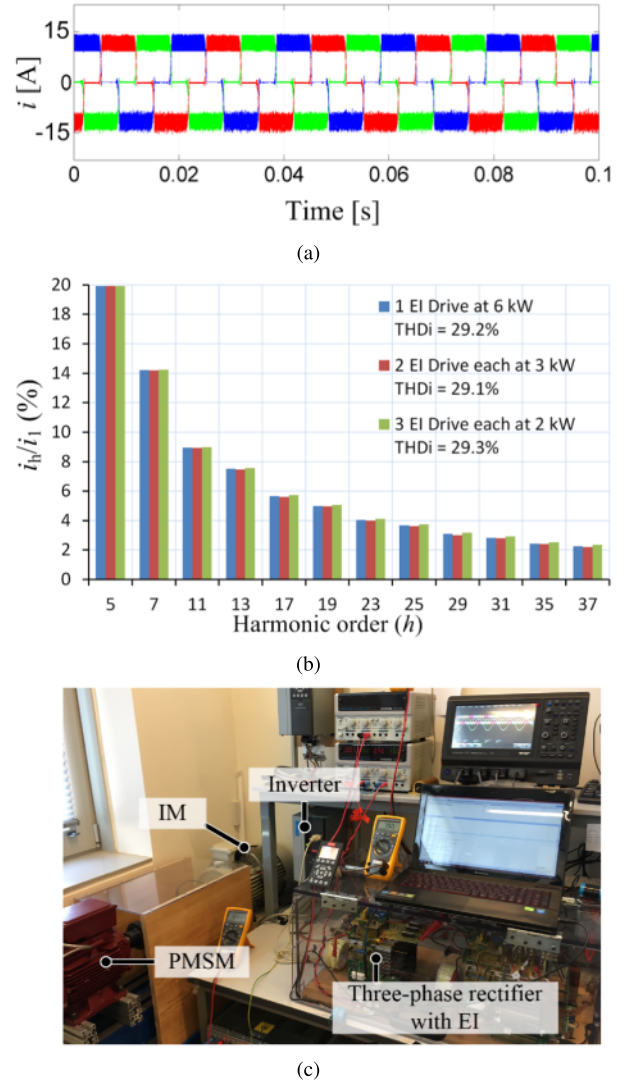 15
0
-15
i [A]
0
0.02
0.04
0.06
0.08
0.1
Time [s]
(a)
20
18
16
14
12
10
8
6
4
2
0
i_h/i_1 (%)
1 EI Drive at 6 kW
THDi = 29.2%
2 EI Drive each at 3 kW
THDi = 29.1%
3 EI Drive each at 2 kW
THDi = 29.3%
5 7 11 13 17 19 23 25 29 31 35 37
Harmonic order (h)
(b)
Inverter
IM
PMSM
Three-phase rectifier
with EI
(c)